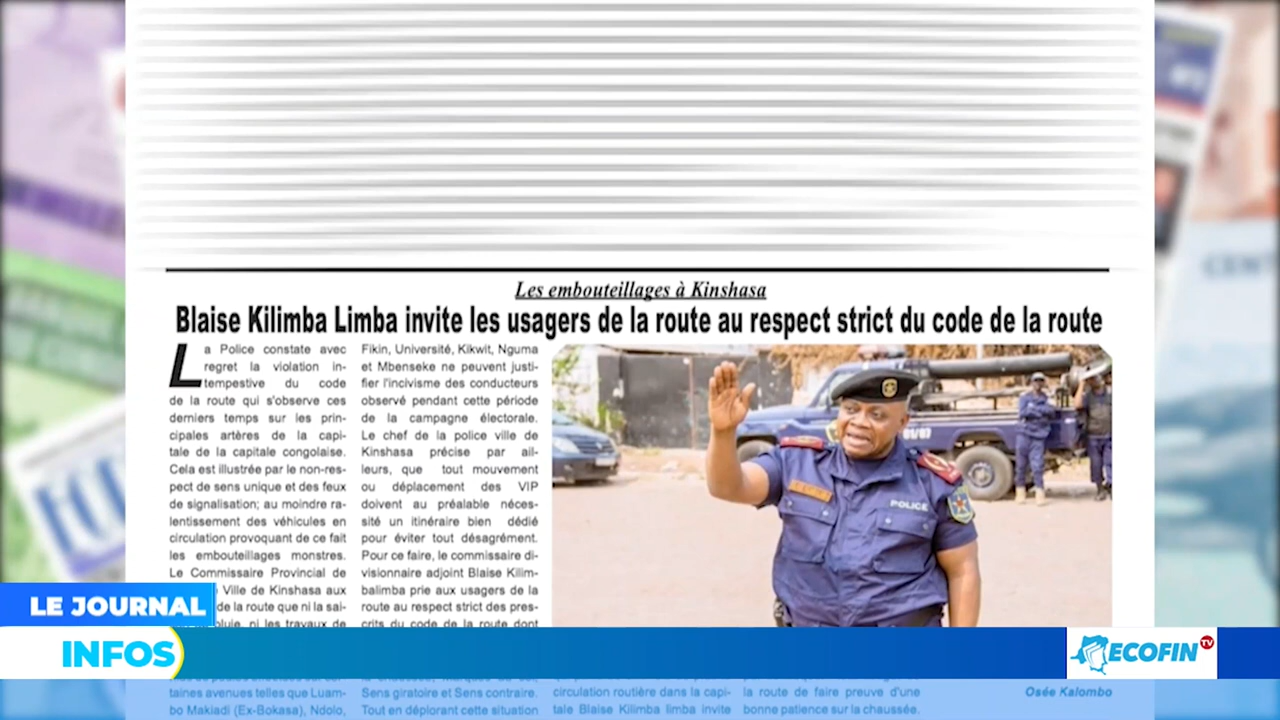 Les embouteillages à Kinshasa
Blaise Kilimba Limba invite les usagers de la route au respect strict du code de la route
La Police constate avec
regret la violation in-
tempestive du code
de la route qui s'observe ces
derniers temps sur les prin-
cipales artères de la capi-
tale de la capitale congolaise.
Cela est illustrée par le non-res-
pect de sens unique et des feux
de signalisation; au moindre ra-
lentissement des véhicules en
circulation provoquant de ce fait
les embouteillages monstres.
Le Commissaire Provincial de
Ville de Kinshasa aux
de la route que ni la sai-
pluie, ni les travaux de
taines avenues telles que Luam-
bo Makiadi (Ex-Bokasa), Ndolo,
Fikin, Université, Kikwit, Nguma
et Mbenseke ne peuvent justi-
fier l'incivisme des conducteurs
observé pendant cette période
de la campagne électorale.
Le chef de la police ville de
Kinshasa précise par ail-
leurs, que tout mouvement
ou déplacement des VIP
doivent au préalable néces-
sité un itinéraire bien dédié
pour éviter tout désagrément.
Pour ce faire, le commissaire di-
visionnaire adjoint Blaise Kilim-
balimba prie aux usagers de la
route au respect strict des pres-
crits du code de la route dont
Sens giratoire et Sens contraire.
Tout en déplorant cette situation
circulation routière dans la capi-
tale Blaise Kilimba limba invite
la route de faire preuve d'une
bonne patience sur la chaussée.
Osée Kalombo
POLICE
LE JOURNAL
INFOS
ECOFIN TV